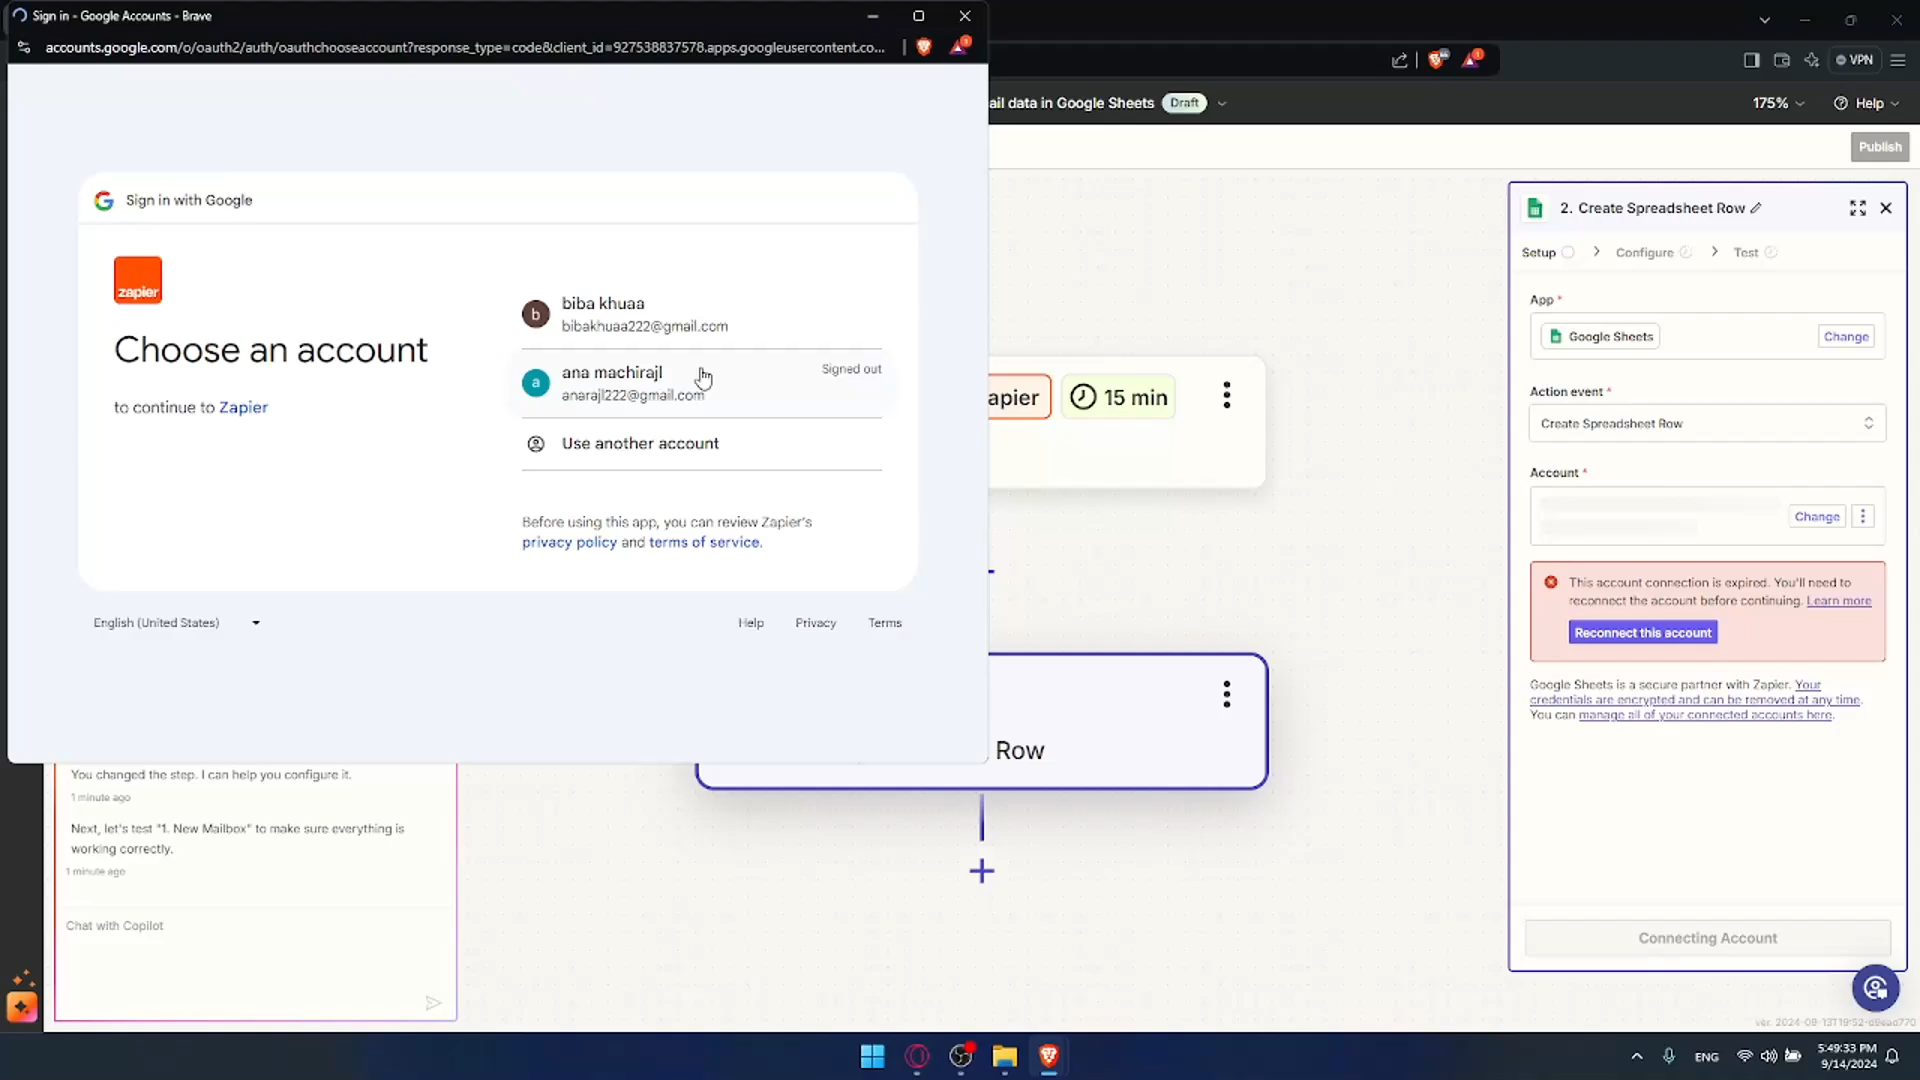 Sign in - Google Accounts - Brave
accounts.google.com/o/oauth2/auth/oauthchooseaccount?response_type=code&client_id=927538837578.apps.googleusercontent.co...
VPN
ail data in Google Sheets
Draft
175%
Help
Publish
Sign in with Google
zapier
Choose an account
to continue to Zapier
b
biba khuaa
bibakhuaa222@gmail.com
a
ana machirajl
anarajl222@gmail.com
Signed out
Use another account
Before using this app, you can review Zapier's
privacy policy and terms of service.
English (United States)
Help
Privacy
Terms
apier
15 min
Row
2. Create Spreadsheet Row
Setup
Configure
Test
App *
Google Sheets
Change
Action event *
Create Spreadsheet Row
Account *
Change
This account connection is expired. You'll need to
reconnect the account before continuing. Learn more
Reconnect this account
Google Sheets is a secure partner with Zapier. Your
credentials are encrypted and can be removed at any time.
You can manage all of your connected accounts here.
Connecting Account
You changed the step. I can help you configure it.
1 minute ago
Next, let's test "1. New Mailbox" to make sure everything is
working correctly.
1 minute ago
Chat with Copilot
ENG
5:49:33 PM
9/14/2024